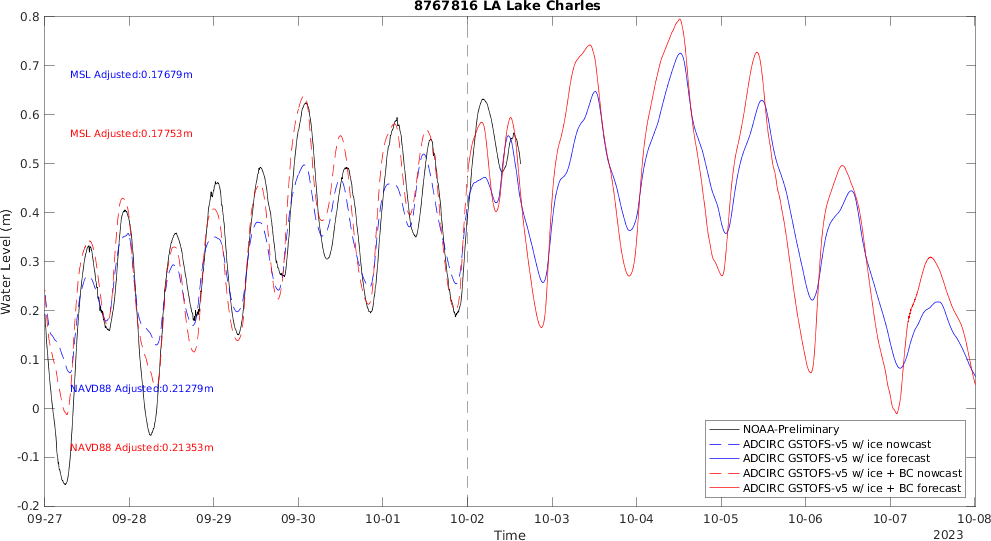 8767816 LA Lake Charles
0.8
0.7
0.6
0.5
0.4
0.3
0.2
0.1
0
-0.1
-0.2
Water Level (m)
MSL Adjusted:0.17679m
MSL Adjusted:0.17753m
NAVD88 Adjusted:0.21279m
NAVD88 Adjusted:0.21353m
NOAA-Preliminary
ADCIRC GSTOFS-v5 w/ ice nowcast
ADCIRC GSTOFS-v5 w/ ice forecast
ADCIRC GSTOFS-v5 w/ ice + BC nowcast
ADCIRC GSTOFS-v5 w/ ice + BC forecast
09-27 09-28 09-29 09-30 10-01 10-02 10-03 10-04 10-05 10-06 10-07 10-08
Time
2023